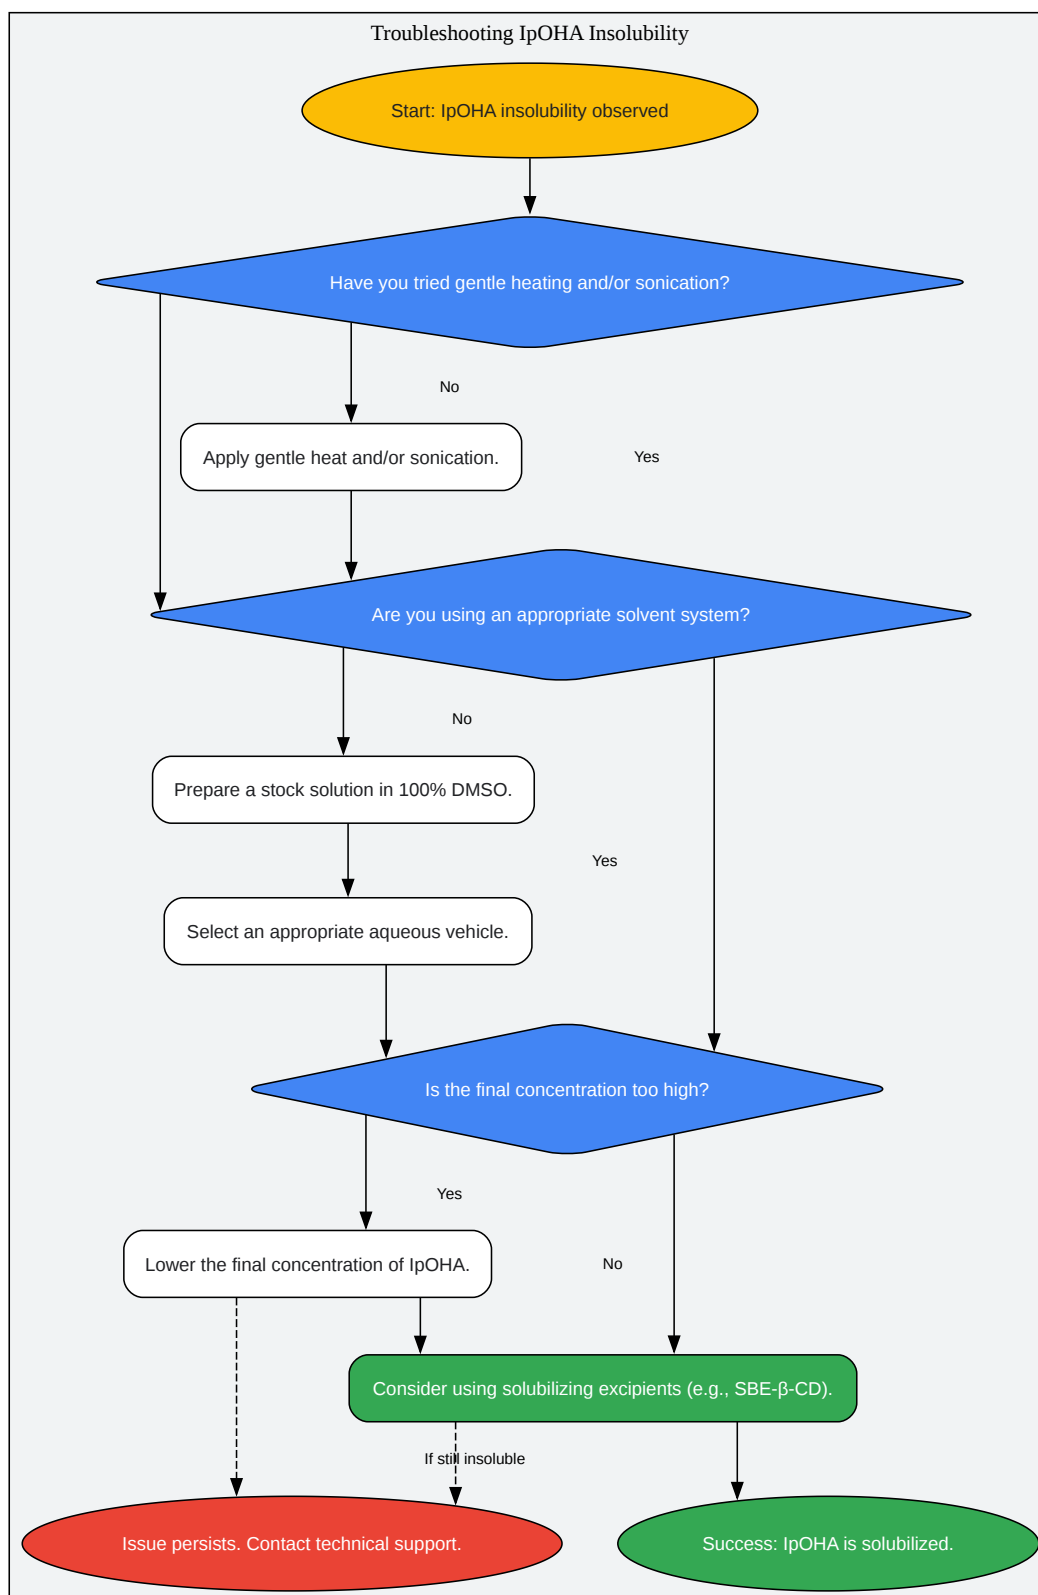 Troubleshooting IpOHA Insolubility
Start: IpOHA insolubility observed
Have you tried gentle heating and/or sonication?
No
Apply gentle heat and/or sonication.
Yes
Are you using an appropriate solvent system?
No
Prepare a stock solution in 100% DMSO.
Yes
Select an appropriate aqueous vehicle.
Is the final concentration too high?
Yes
Lower the final concentration of IpOHA.
No
Consider using solubilizing excipients (e.g., SBE-β-CD).
If still insoluble
Issue persists. Contact technical support.
Success: IpOHA is solubilized.